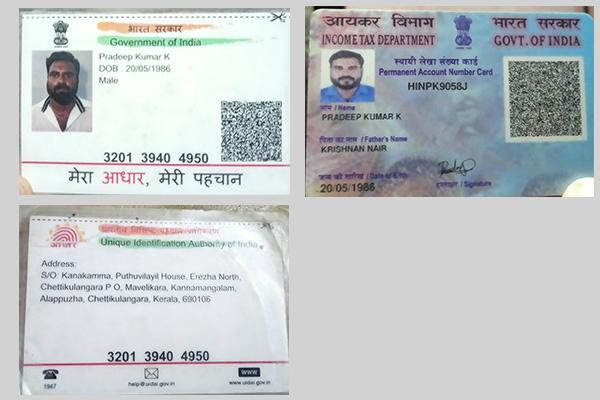 भारत सरकार
Government of India
Pradeep Kumar K
DOB : 20/05/1986
Male
3201 3940 4950
मेरा आधार, मेरी पहचान
आयकर विभाग
INCOME TAX DEPARTMENT
भारत सरकार
GOVT. OF INDIA
स्थायी लेखा संख्या कार्ड
Permanent Account Number Card
HINPK9058J
नाम / Name
PRADEEP KUMAR K
पिता का नाम / Father's Name
KRISHNAN NAIR
जन्म की तारीख / Date of Birth
20/05/1986
हस्ताक्षर / Signature
आधार
Unique Identification Authority of India
Address:
S/O: Kanakamma, Puthuvilayil House, Erezha North,
Chettikulangara P O, Mavelikara, Kannamangalam,
Alappuzha, Chettikulangara, Kerala, 690106
3201 3940 4950
1947
help@uidai.gov.in
WWW
www.uidai.gov.in